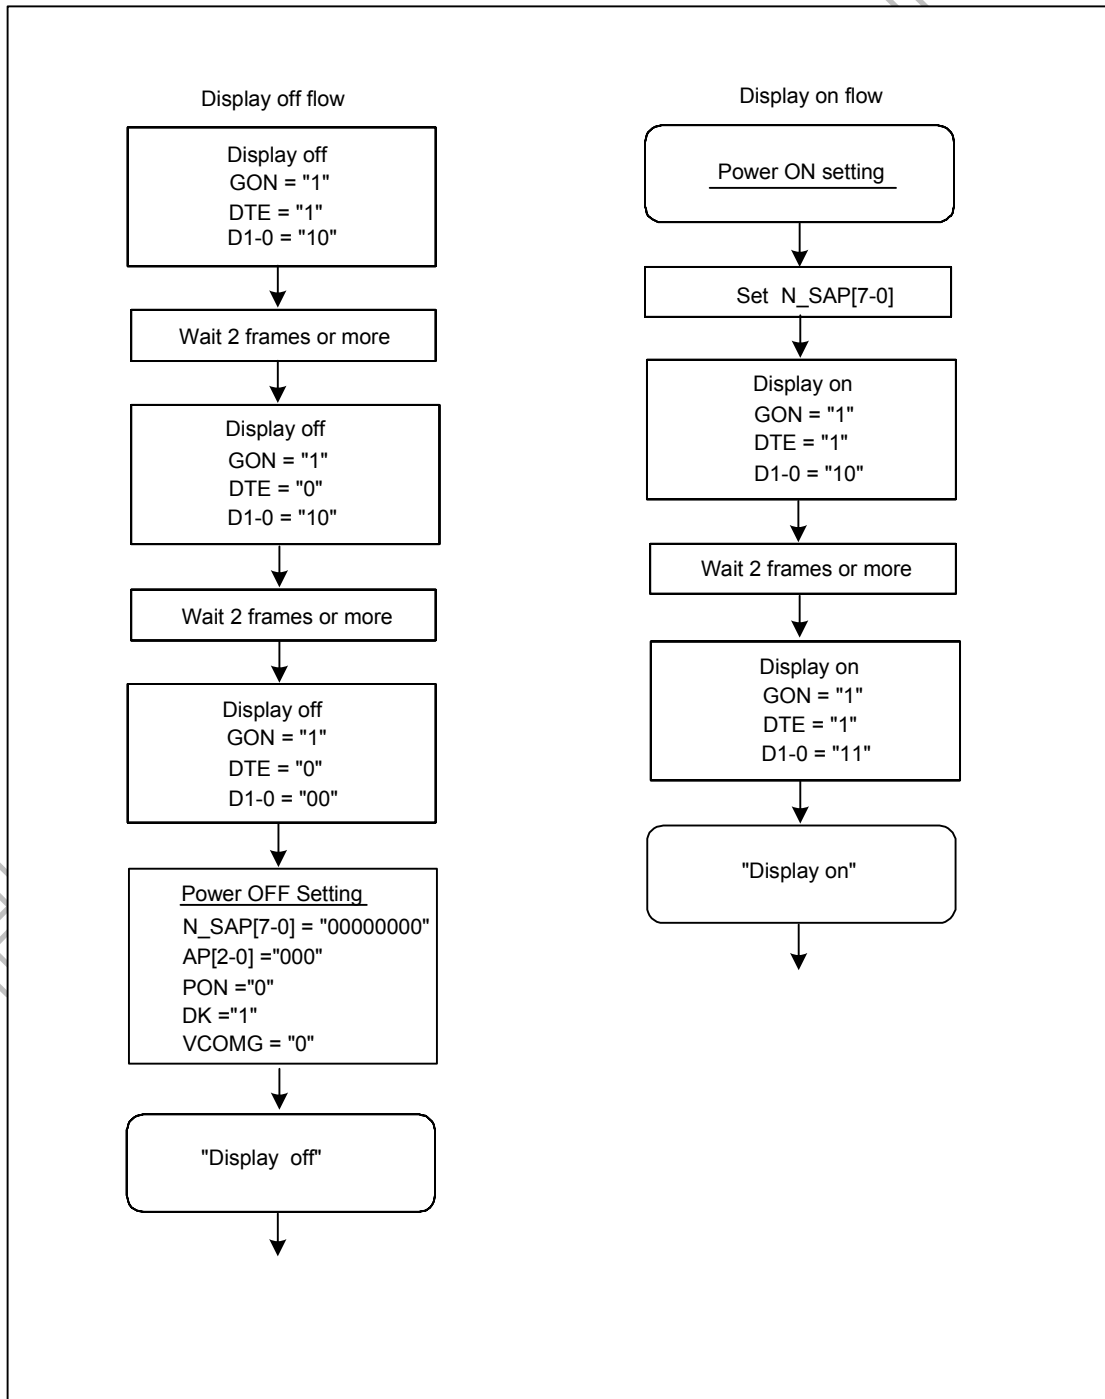 Display off flow
Display off
GON = "1"
DTE = "1"
D1-0 = "10"
Wait 2 frames or more
Display off
GON = "1"
DTE = "0"
D1-0 = "10"
Wait 2 frames or more
Display off
GON = "1"
DTE = "0"
D1-0 = "00"
Power OFF Setting
N_SAP[7-0] = "00000000"
AP[2-0] ="000"
PON ="0"
DK ="1"
VCOMG = "0"
"Display off"
Display on flow
Power ON setting
Set N_SAP[7-0]
Display on
GON = "1"
DTE = "1"
D1-0 = "10"
Wait 2 frames or more
Display on
GON = "1"
DTE = "1"
D1-0 = "11"
"Display on"